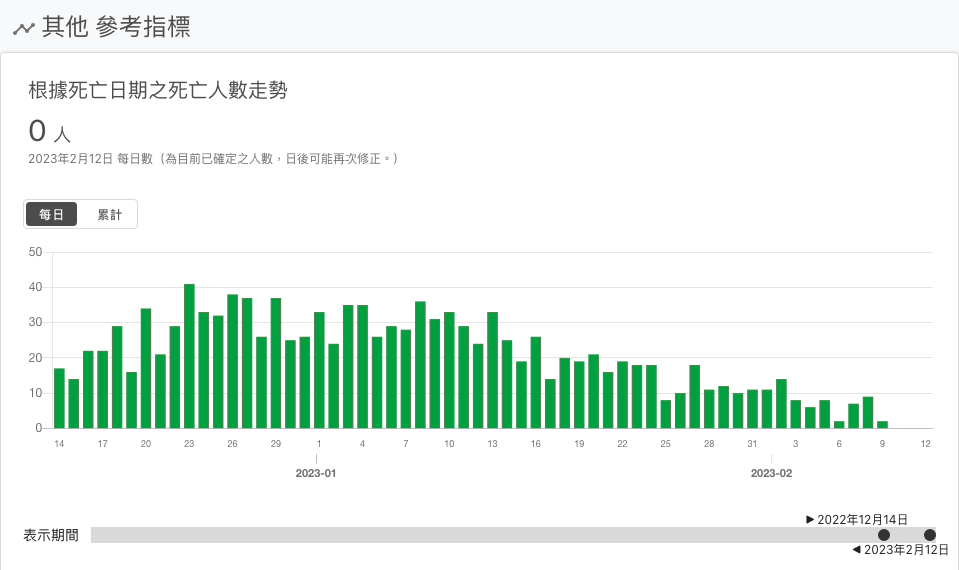 其他 參考指標
根據死亡日期之死亡人數走勢
0 人
2023年2月12日 每日數（為目前已確定之人數，日後可能再次修正。）
每日 累計
50
40
30
20
10
0
14 17 20 23 26 29 1 4 7 10 13 16 19 22 25 28 31 3 6 9 12
2023-01 2023-02
▶ 2022年12月14日
表示期間
◀ 2023年2月12日